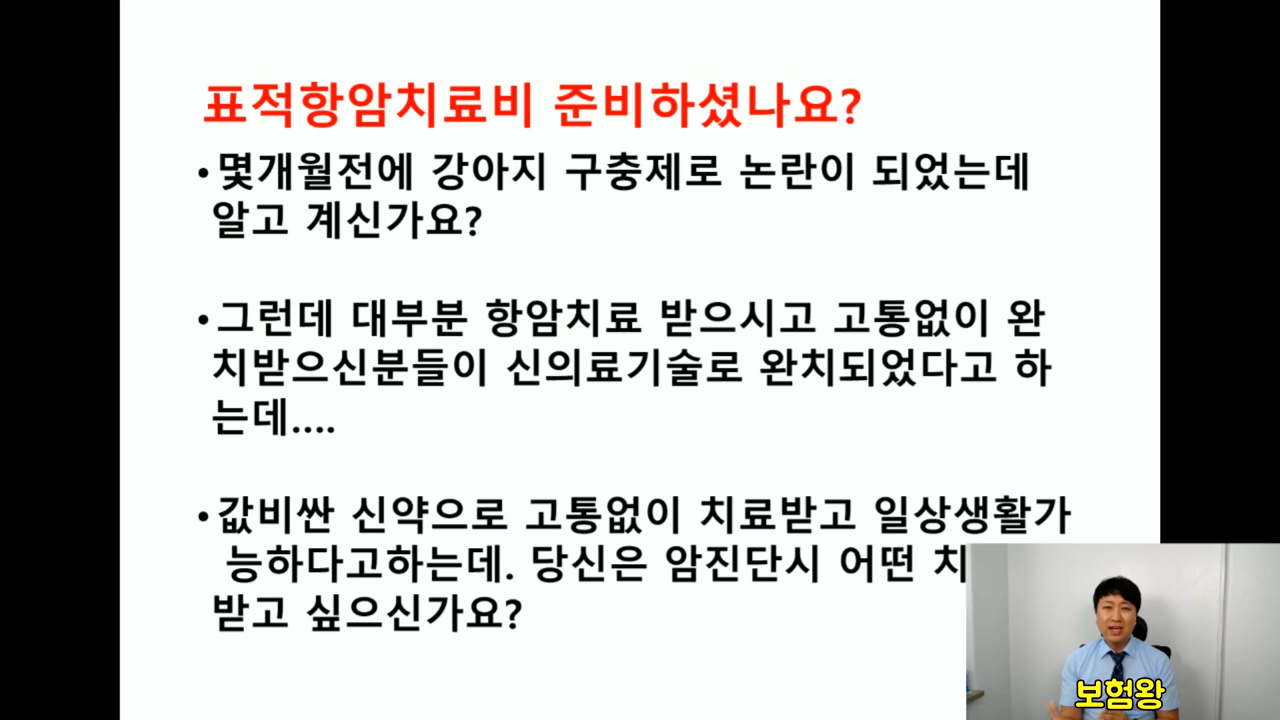 표적항암치료비 준비하셨나요?
•몇개월전에 강아지 구충제로 논란이 되었는데
알고 계신가요?
•그런데 대부분 항암치료 받으시고 고통없이 완
치받으신분들이 신의료기술로 완치되었다고 하
는데....
•값비싼 신약으로 고통없이 치료받고 일상생활가
능하다고하는데. 당신은 암진단시 어떤 치
받고 싶으신가요?
보험왕